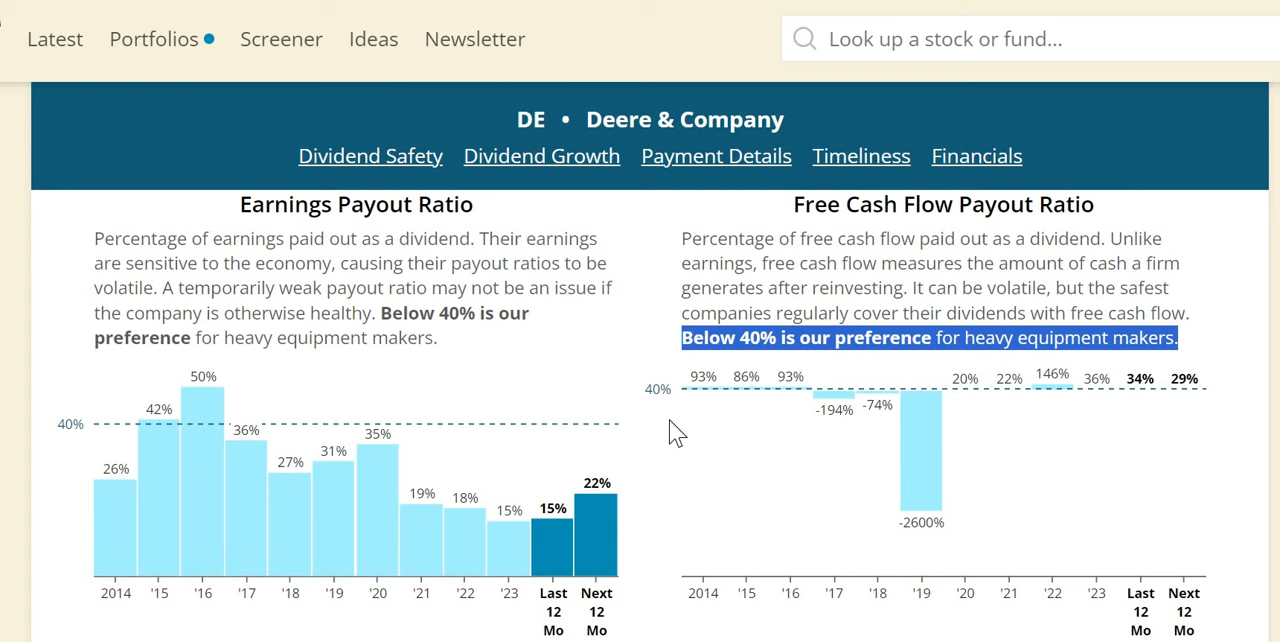 Latest Portfolios Screener Ideas Newsletter Look up a stock or fund...
DE • Deere & Company
Dividend Safety Dividend Growth Payment Details Timeliness Financials
Earnings Payout Ratio
Percentage of earnings paid out as a dividend. Their earnings
are sensitive to the economy, causing their payout ratios to be
volatile. A temporarily weak payout ratio may not be an issue if
the company is otherwise healthy. Below 40% is our
preference for heavy equipment makers.
50%
42%
40%
36%
35%
31%
27%
26%
22%
19%
18%
15%
15%
2014 '15 '16 '17 '18 '19 '20 '21 '22 '23 Last Next
12 12
Mo Mo
Free Cash Flow Payout Ratio
Percentage of free cash flow paid out as a dividend. Unlike
earnings, free cash flow measures the amount of cash a firm
generates after reinvesting. It can be volatile, but the safest
companies regularly cover their dividends with free cash flow.
Below 40% is our preference for heavy equipment makers.
93% 86% 93% 20% 22% 146% 36% 34% 29%
40%
-194% -74%
-2600%
2014 '15 '16 '17 '18 '19 '20 '21 '22 '23 Last Next
12 12
Mo Mo